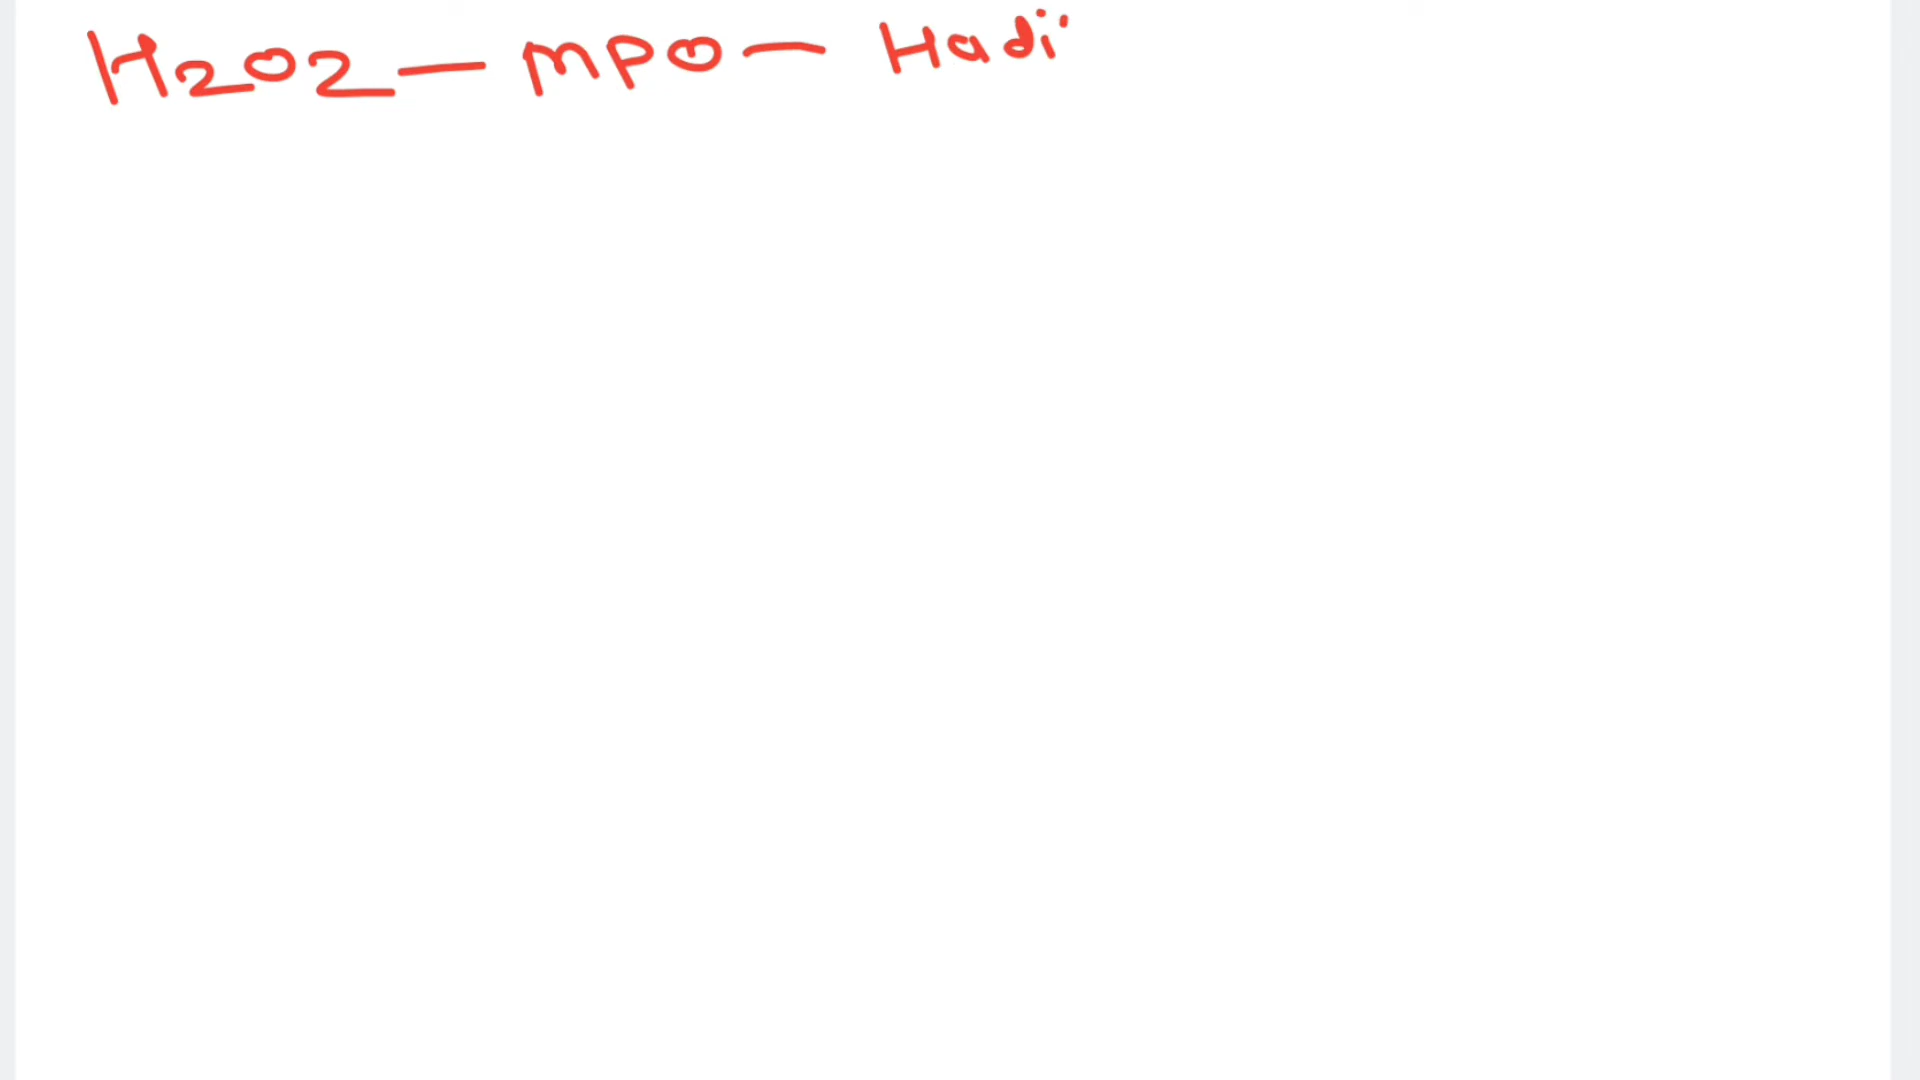 H2O2 — MPO — Hadi